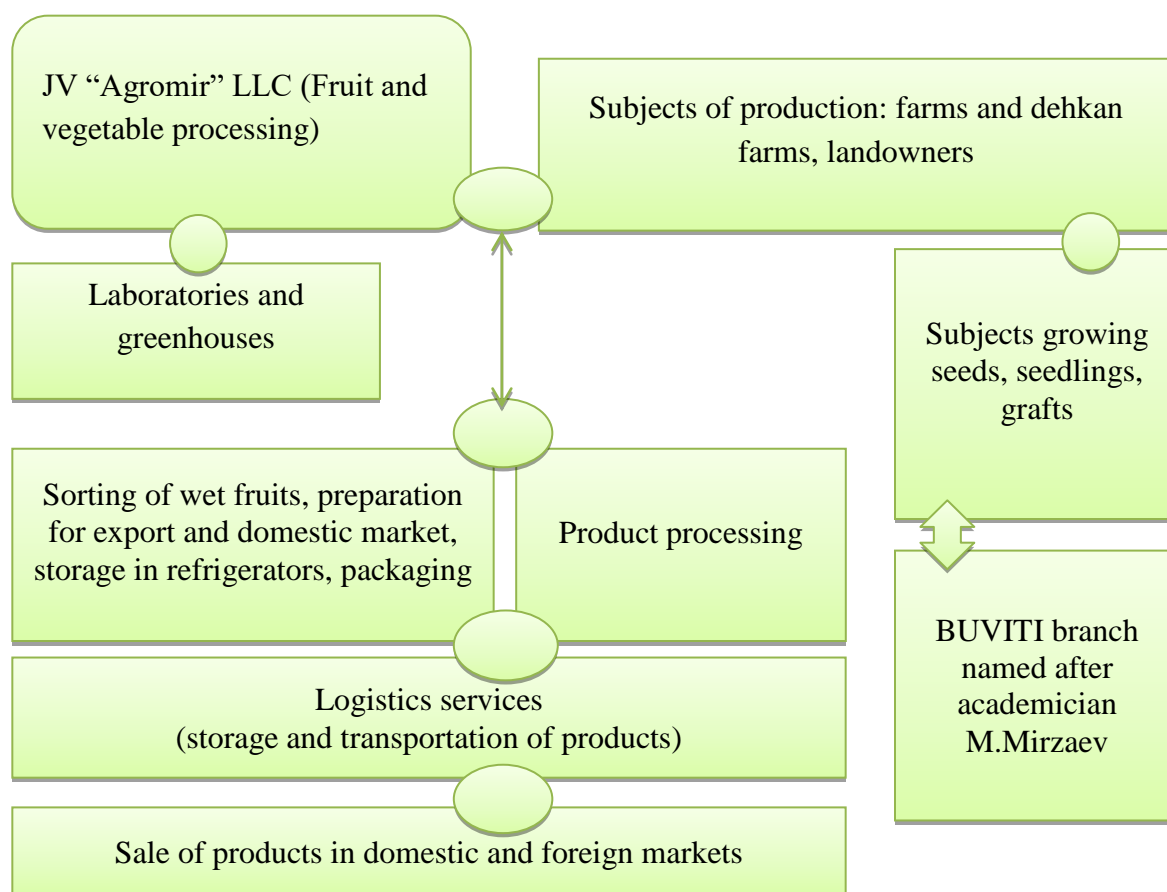 JV “Agromir” LLC (Fruit and
vegetable processing)
Subjects of production: farms and dehkan
farms, landowners
Laboratories and
greenhouses
Subjects growing
seeds, seedlings,
grafts
Sorting of wet fruits, preparation
for export and domestic market,
storage in refrigerators, packaging
Product processing
BUVITI branch
named after
academician
M.Mirzaev
Logistics services
(storage and transportation of products)
Sale of products in domestic and foreign markets